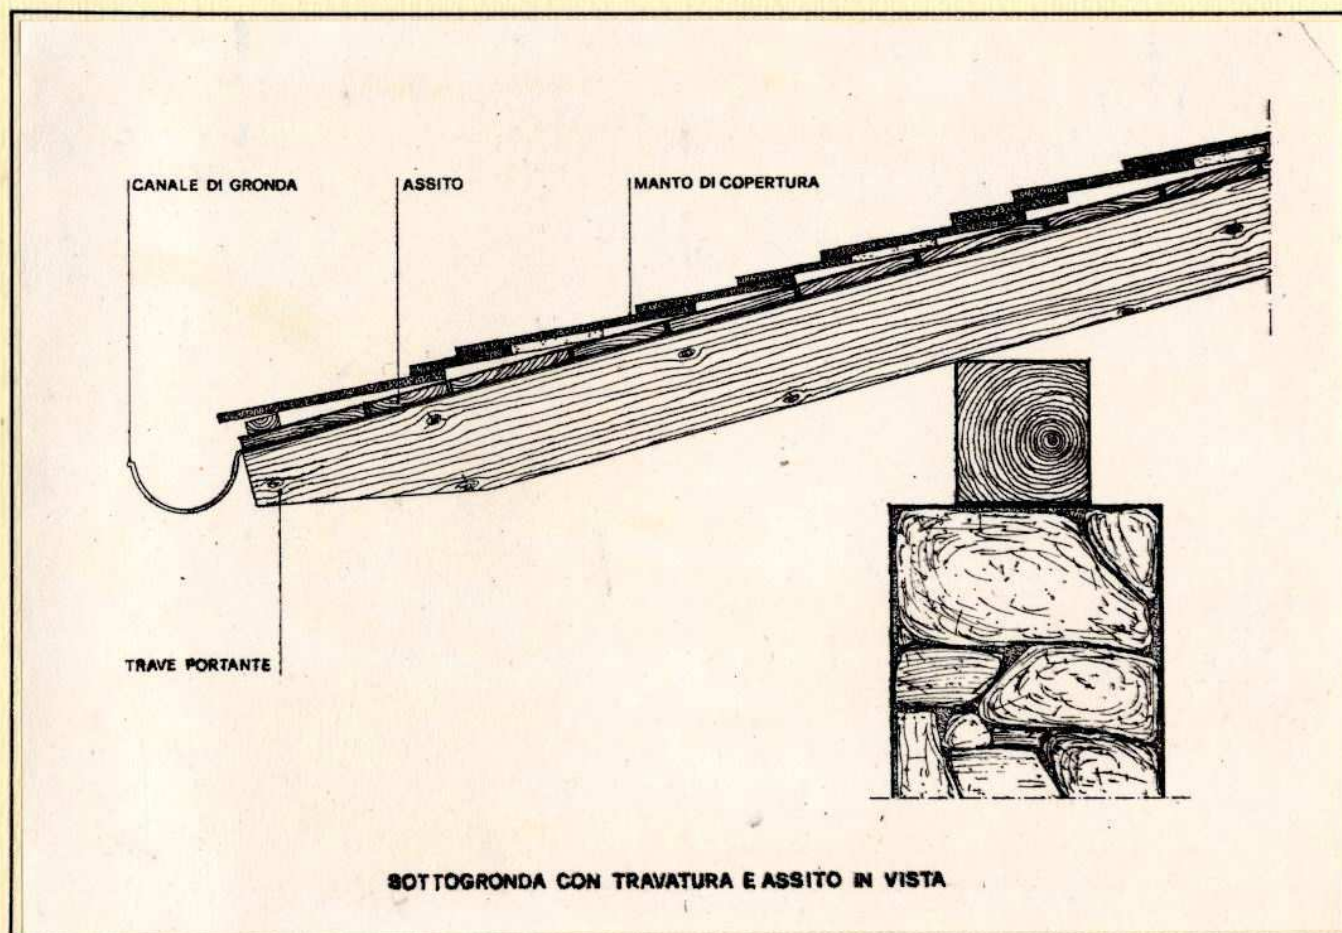 CANALE DI GRONDA
ASSITO
MANTO DI COPERTURA
TRAVE PORTANTE
SOTTOGRONDA CON TRAVATURA E ASSITO IN VISTA